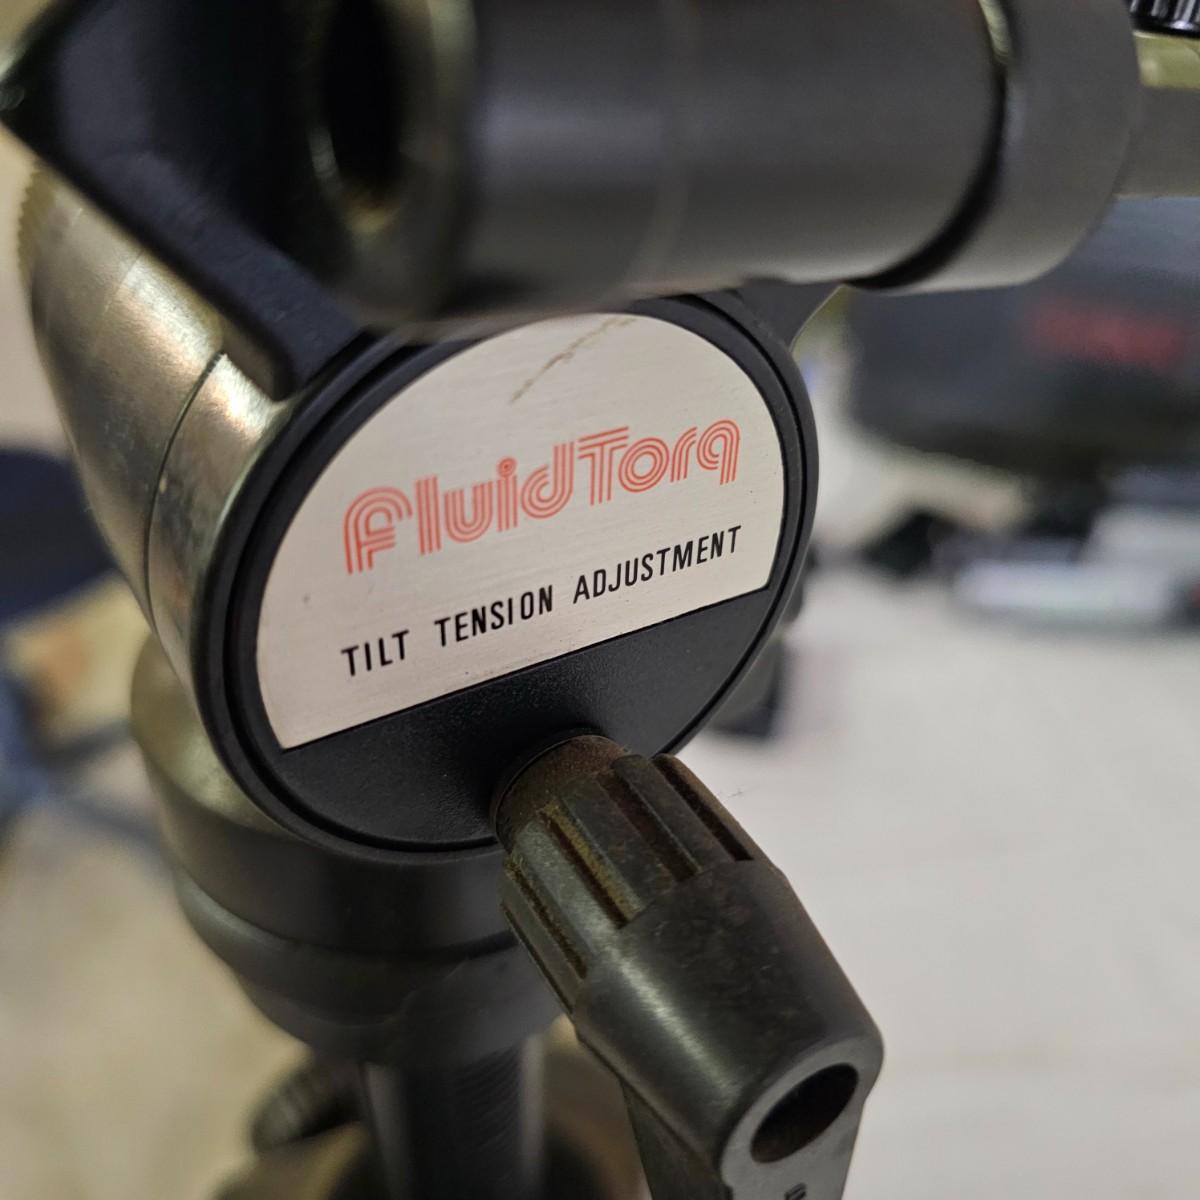 FluidTorq
TILT TENSION ADJUSTMENT